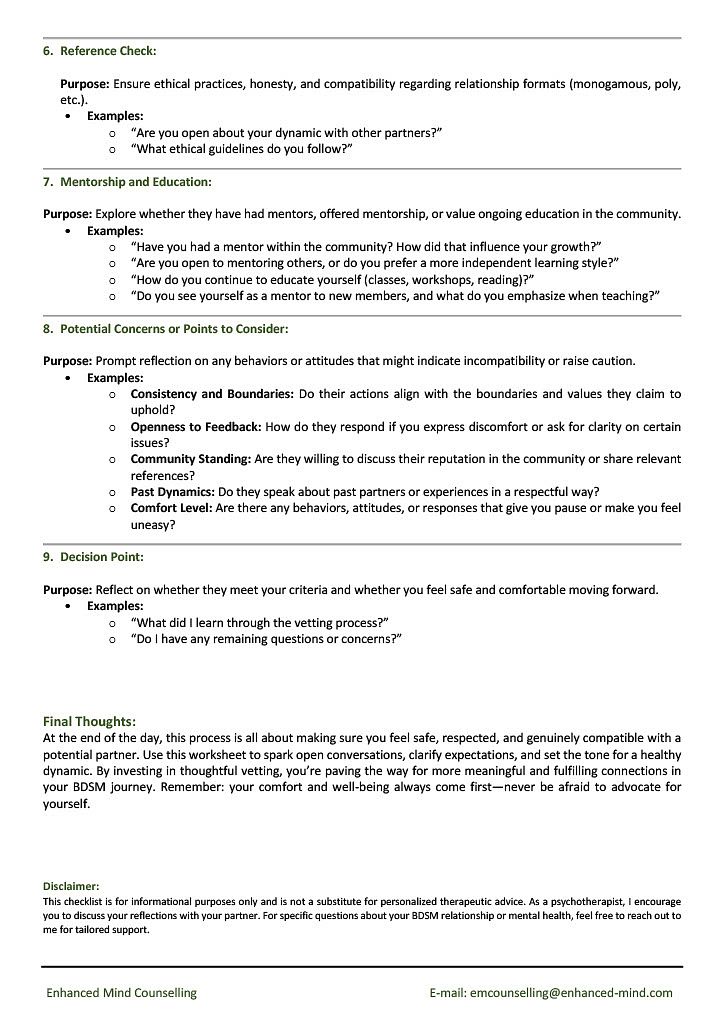 6. Reference Check:
Purpose: Ensure ethical practices, honesty, and compatibility regarding relationship formats (monogamous, poly,
etc.).
• Examples:
o “Are you open about your dynamic with other partners?”
o “What ethical guidelines do you follow?”
7. Mentorship and Education:
Purpose: Explore whether they have had mentors, offered mentorship, or value ongoing education in the community.
• Examples:
o “Have you had a mentor within the community? How did that influence your growth?”
o “Are you open to mentoring others, or do you prefer a more independent learning style?”
o “How do you continue to educate yourself (classes, workshops, reading)?”
o “Do you see yourself as a mentor to new members, and what do you emphasize when teaching?”
8. Potential Concerns or Points to Consider:
Purpose: Prompt reflection on any behaviors or attitudes that might indicate incompatibility or raise caution.
• Examples:
o Consistency and Boundaries: Do their actions align with the boundaries and values they claim to
uphold?
o Openness to Feedback: How do they respond if you express discomfort or ask for clarity on certain
issues?
o Community Standing: Are they willing to discuss their reputation in the community or share relevant
references?
o Past Dynamics: Do they speak about past partners or experiences in a respectful way?
o Comfort Level: Are there any behaviors, attitudes, or responses that give you pause or make you feel
uneasy?
9. Decision Point:
Purpose: Reflect on whether they meet your criteria and whether you feel safe and comfortable moving forward.
• Examples:
o “What did I learn through the vetting process?”
o “Do I have any remaining questions or concerns?”
Final Thoughts:
At the end of the day, this process is all about making sure you feel safe, respected, and genuinely compatible with a
potential partner. Use this worksheet to spark open conversations, clarify expectations, and set the tone for a healthy
dynamic. By investing in thoughtful vetting, you’re paving the way for more meaningful and fulfilling connections in
your BDSM journey. Remember: your comfort and well-being always come first—never be afraid to advocate for
yourself.
Disclaimer:
This checklist is for informational purposes only and is not a substitute for personalized therapeutic advice. As a psychotherapist, I encourage
you to discuss your reflections with your partner. For specific questions about your BDSM relationship or mental health, feel free to reach out to
me for tailored support.
Enhanced Mind Counselling E-mail: emcounselling@enhanced-mind.com